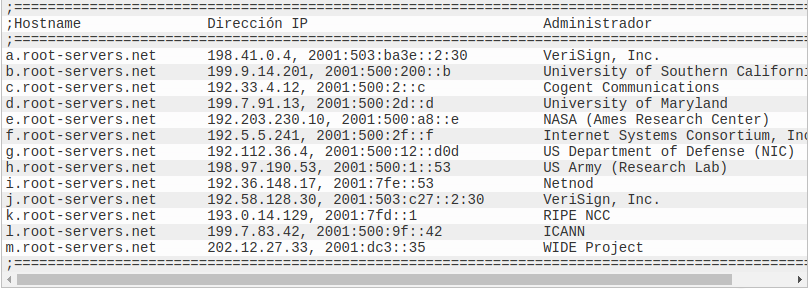 ;===============================================================================================
;Hostname Dirección IP Administrador
;===============================================================================================
a.root-servers.net 198.41.0.4, 2001:503:ba3e::2:30 VeriSign, Inc.
b.root-servers.net 199.9.14.201, 2001:500:200::b University of Southern Californi
c.root-servers.net 192.33.4.12, 2001:500:2::c Cogent Communications
d.root-servers.net 199.7.91.13, 2001:500:2d::d University of Maryland
e.root-servers.net 192.203.230.10, 2001:500:a8::e NASA (Ames Research Center)
f.root-servers.net 192.5.5.241, 2001:500:2f::f Internet Systems Consortium, Inc
g.root-servers.net 192.112.36.4, 2001:500:12::d0d US Department of Defense (NIC)
h.root-servers.net 198.97.190.53, 2001:500:1::53 US Army (Research Lab)
i.root-servers.net 192.36.148.17, 2001:7fe::53 Netnod
j.root-servers.net 192.58.128.30, 2001:503:c27::2:30 VeriSign, Inc.
k.root-servers.net 193.0.14.129, 2001:7fd::1 RIPE NCC
l.root-servers.net 199.7.83.42, 2001:500:9f::42 ICANN
m.root-servers.net 202.12.27.33, 2001:dc3::35 WIDE Project
;===============================================================================================